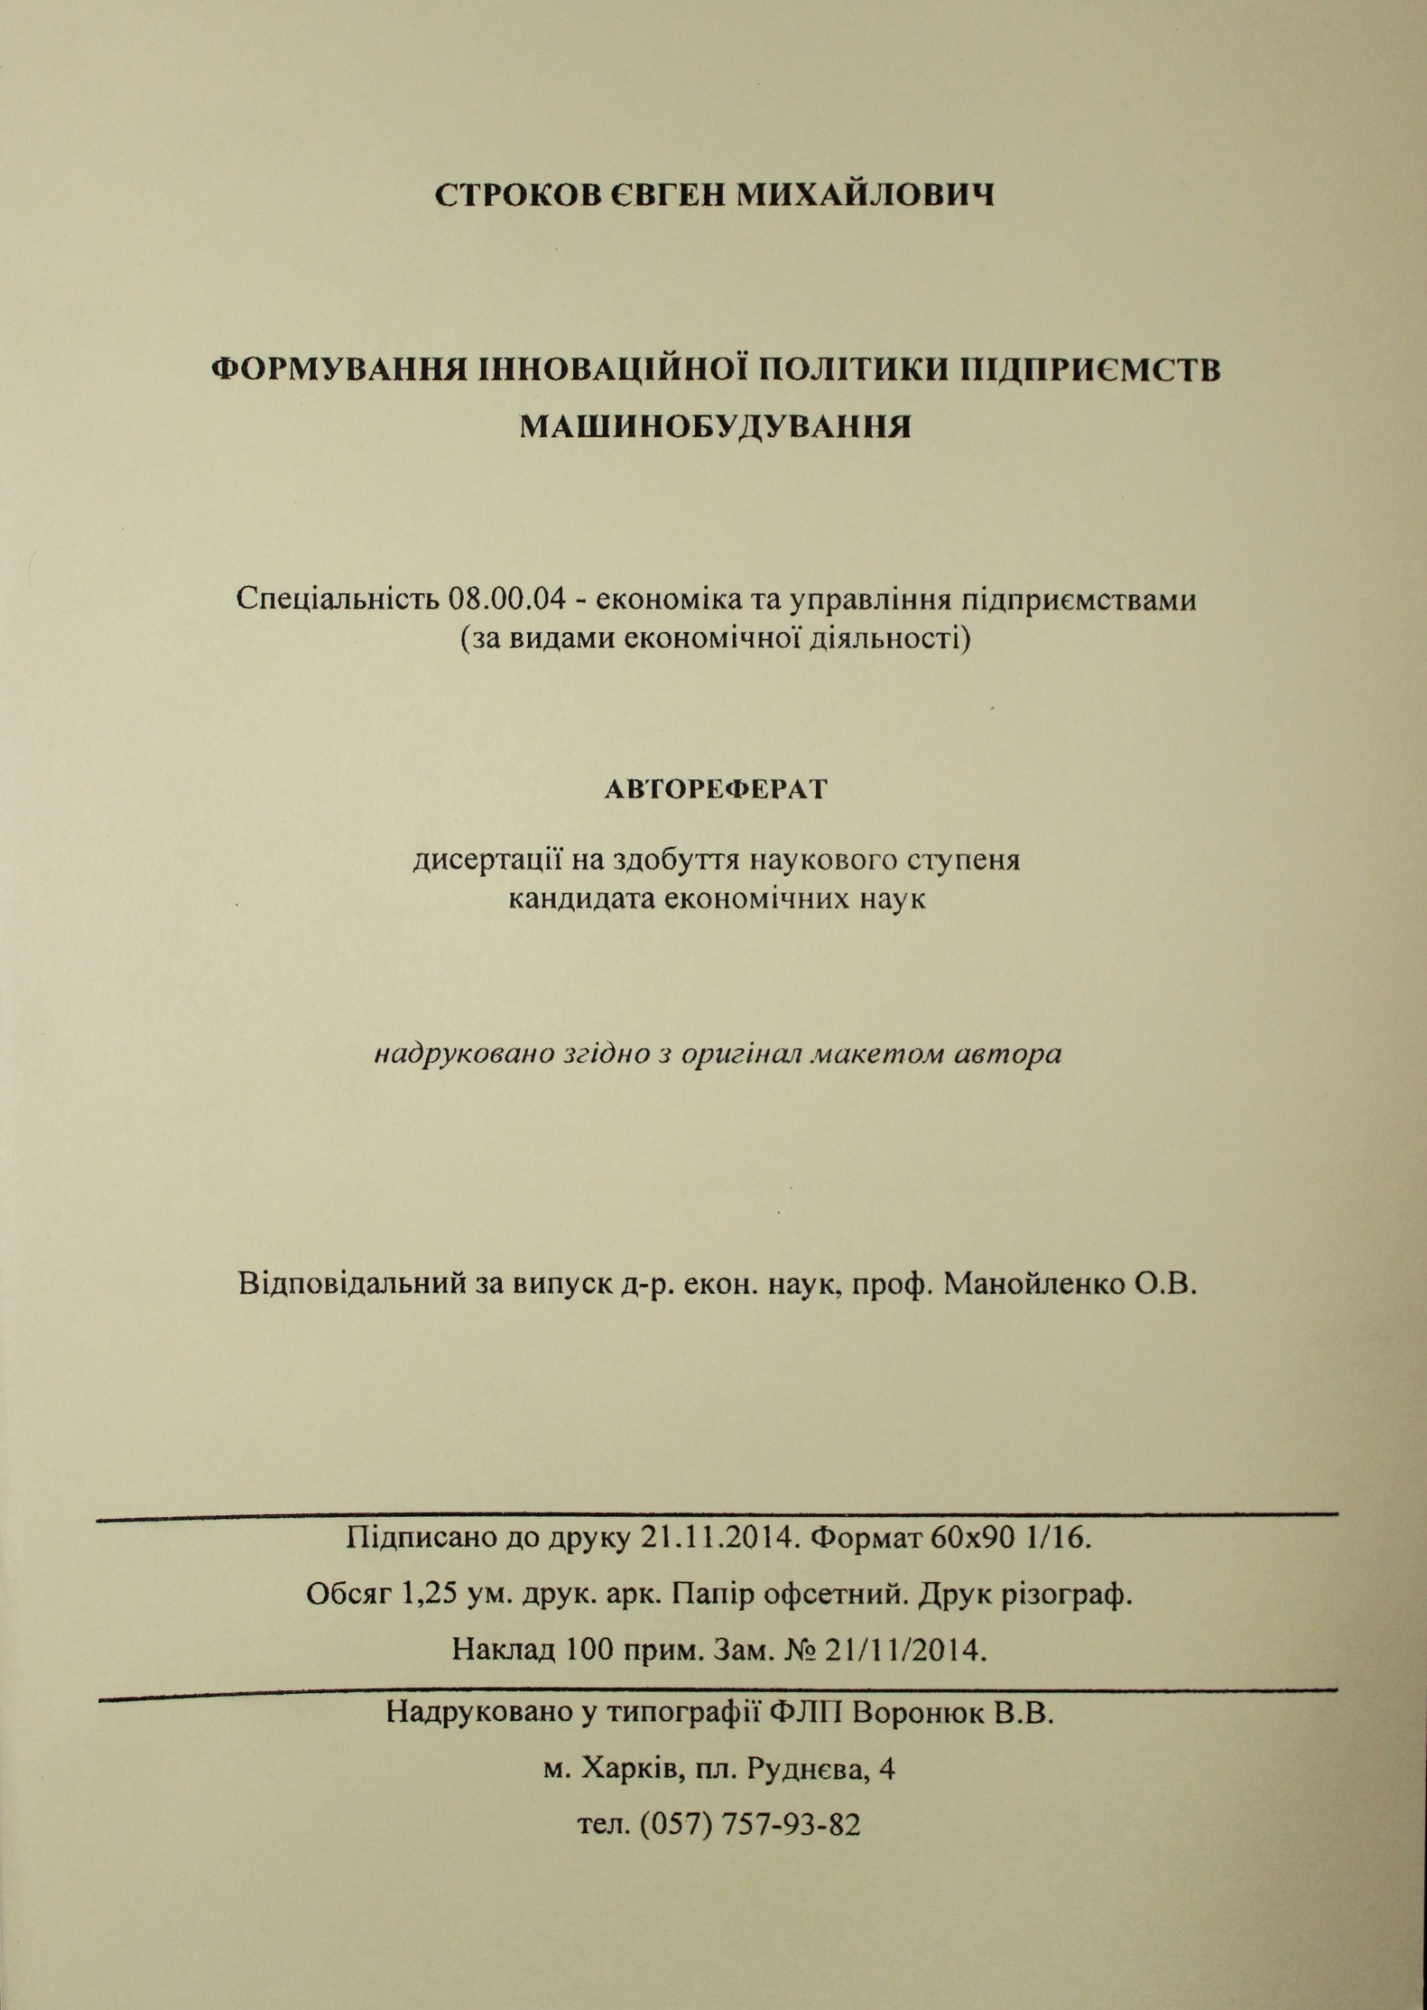 СТРОКОВ ЄВГЕН МИХАЙЛОВИЧ
ФОРМУВАННЯ ІННОВАЦІЙНОЇ ПОЛІТИКИ ПІДПРИЄМСТВ
МАШИНОБУДУВАННЯ
Спеціальність 08.00.04 - економіка та управління підприємствами
(за видами економічної діяльності)
АВТОРЕФЕРАТ
дисертації на здобуття наукового ступеня
кандидата економічних наук
надруковано згідно з оригінал макетом автора
Відповідальний за випуск д-р. екон. наук, проф. Манойленко О.В.
Підписано до друку 21.11.2014. Формат 60х90 1/16.
Обсяг 1,25 ум. друк. арк. Папір офсетний. Друк різограф.
Наклад 100 прим. Зам. № 21/11/2014.
Надруковано у типографії ФЛП Воронюк В.В.
м. Харків, пл. Руднєва, 4
тел. (057) 757-93-82